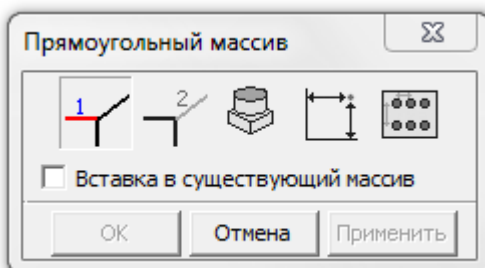 Прямоугольный массив
1
2
Вставка в существующий массив
OK Отмена Применить